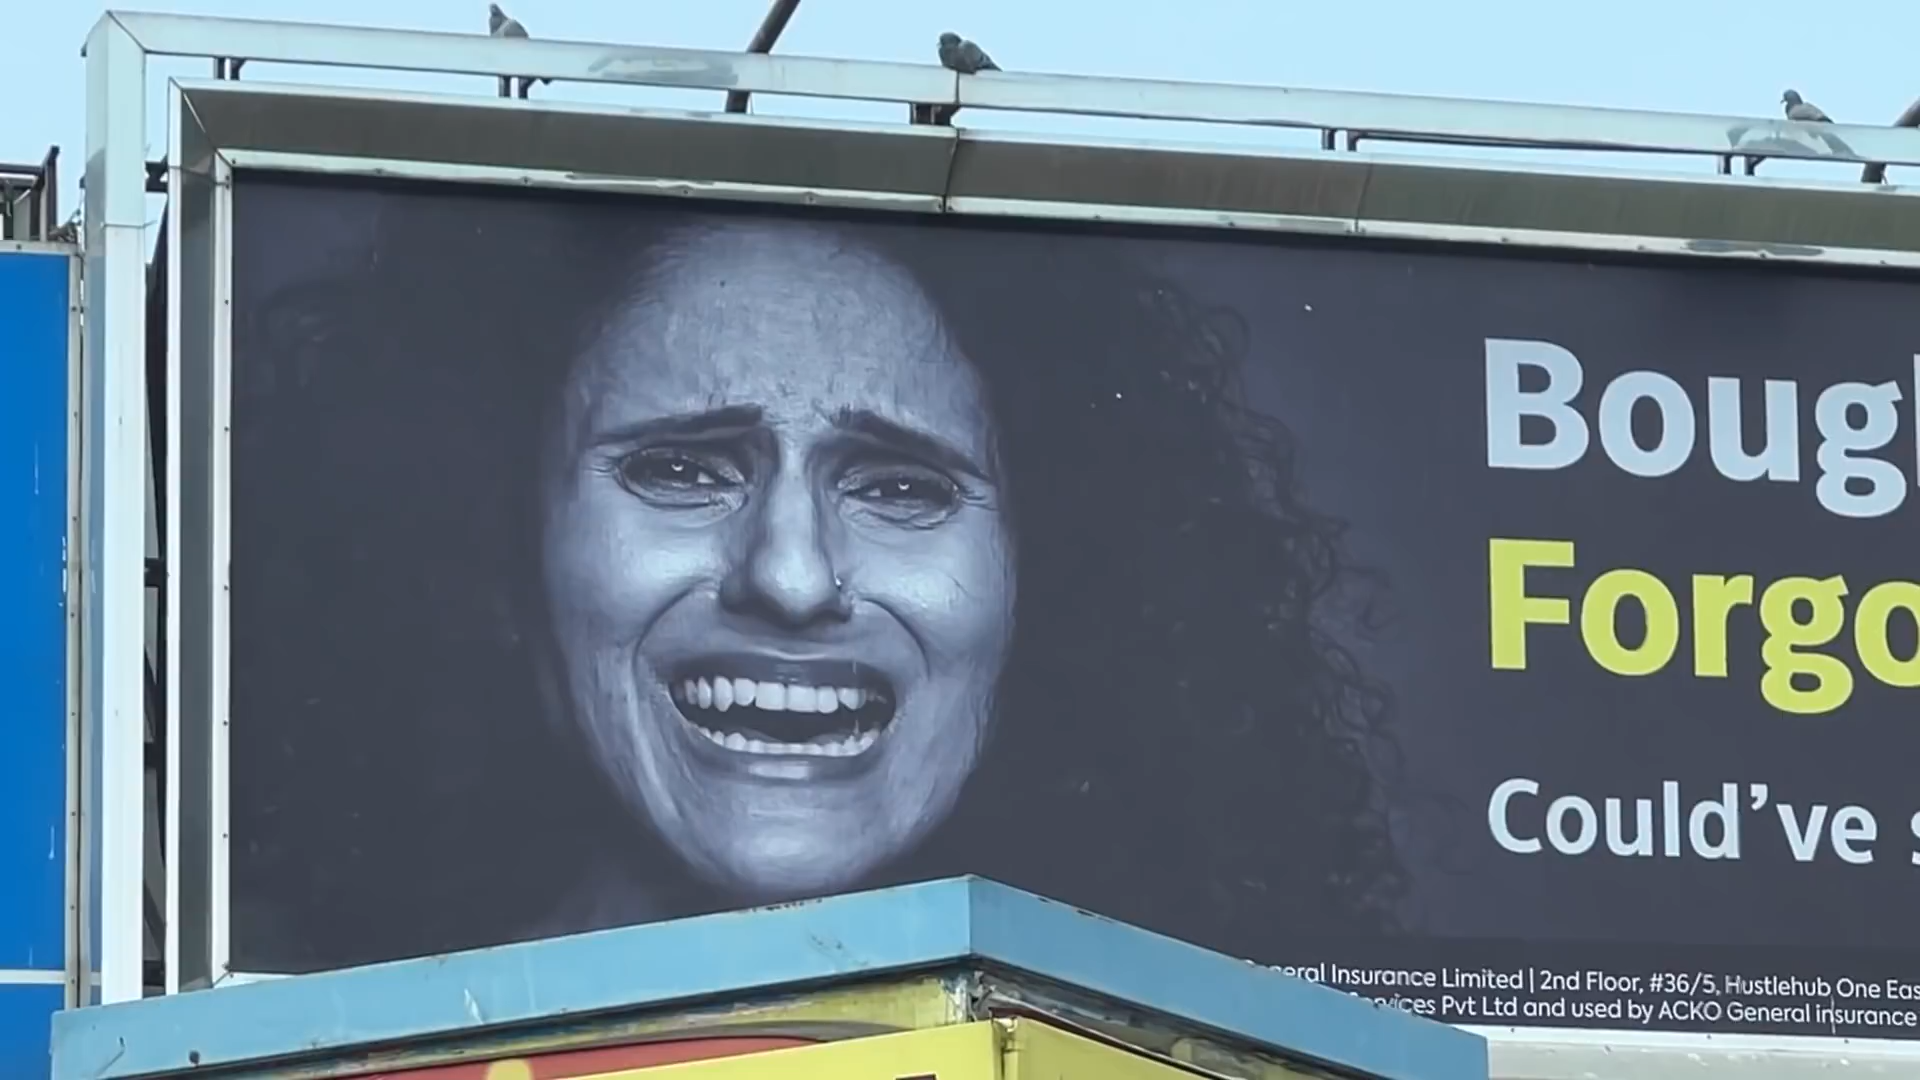 Bough
Forgo
Could've s
General Insurance Limited | 2nd Floor, #36/5, Hustlehub One Eas
Services Pvt Ltd and used by ACKO General insurance